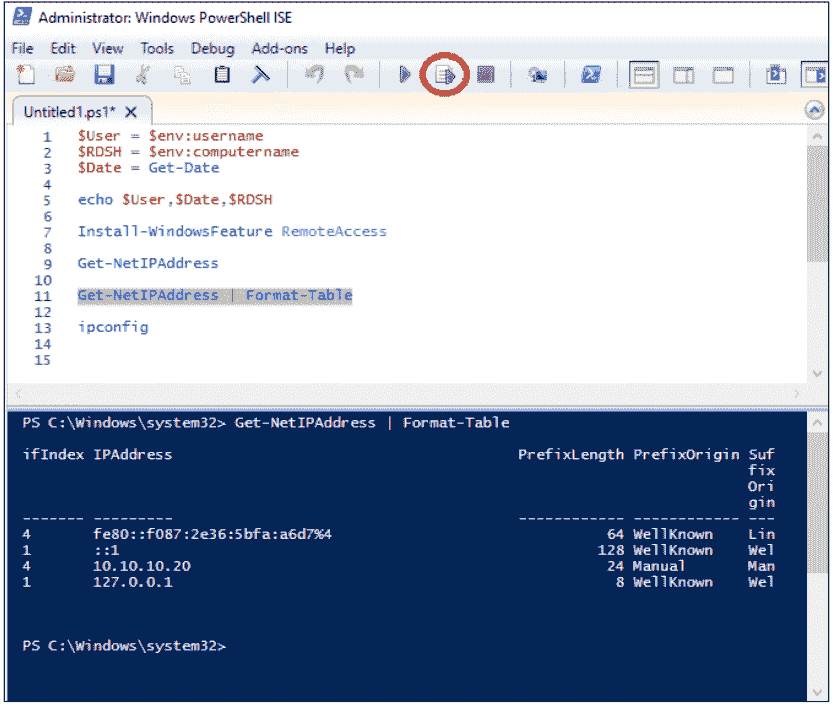 Administrator: Windows PowerShell ISE
File Edit View Tools Debug Add-ons Help
Untitled1.ps1* X
1 $User = $env:username
2 $RDSH = $env:computername
3 $Date = Get-Date
4
5 echo $User,$Date,$RDSH
6
7 Install-WindowsFeature RemoteAccess
8
9 Get-NetIPAddress
10
11 Get-NetIPAddress | Format-Table
12
13 ipconfig
14
15
PS C:\Windows\system32> Get-NetIPAddress | Format-Table
ifIndex IPAddress PrefixLength PrefixOrigin Suf
fix
Ori
gin
------- --------- ------------ ------------ ---
4 fe80::f087:2e36:5bfa:a6d7%4 64 WellKnown Lin
1 ::1 128 WellKnown Wel
4 10.10.10.20 24 Manual Man
1 127.0.0.1 8 WellKnown Wel
PS C:\Windows\system32>